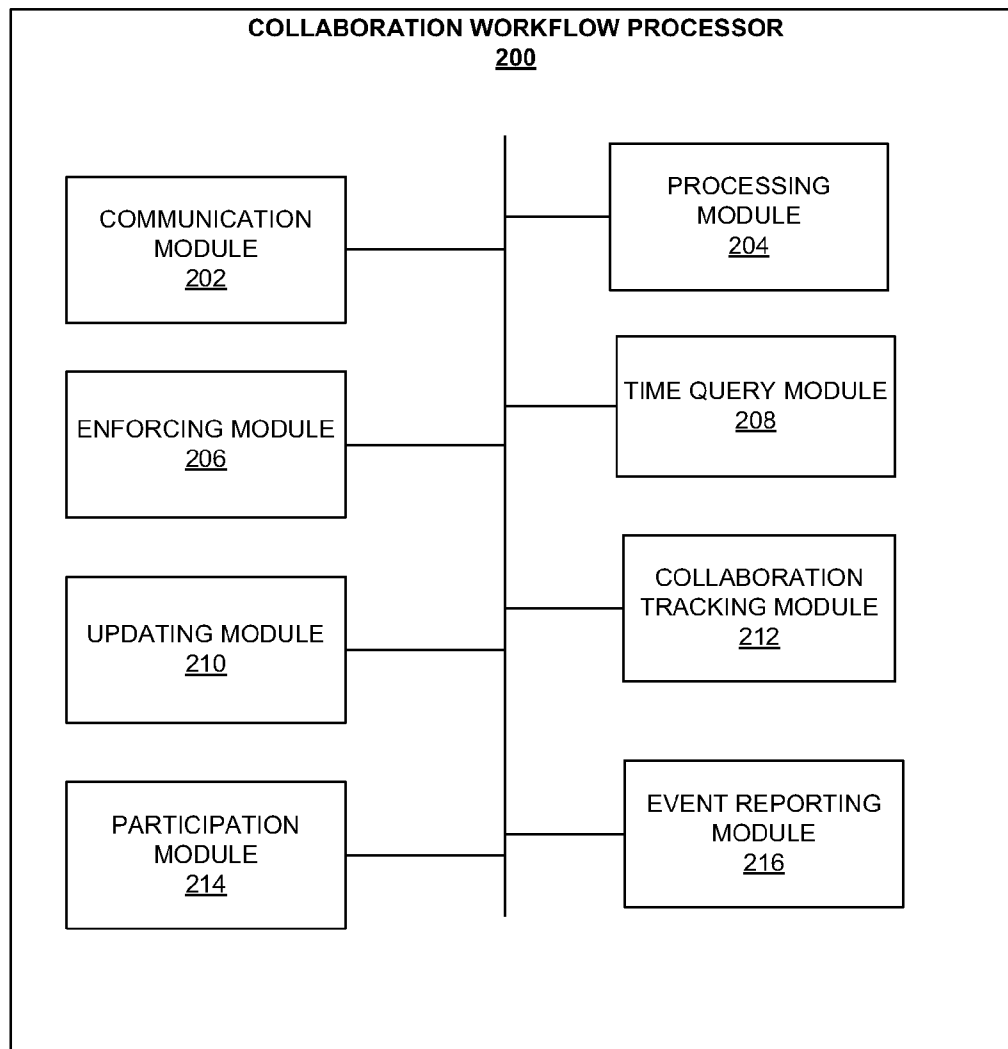 COLLABORATION WORKFLOW PROCESSOR
200
COMMUNICATION
MODULE
202
PROCESSING
MODULE
204
ENFORCING MODULE
206
TIME QUERY MODULE
208
UPDATING MODULE
210
COLLABORATION
TRACKING MODULE
212
PARTICIPATION
MODULE
214
EVENT REPORTING
MODULE
216